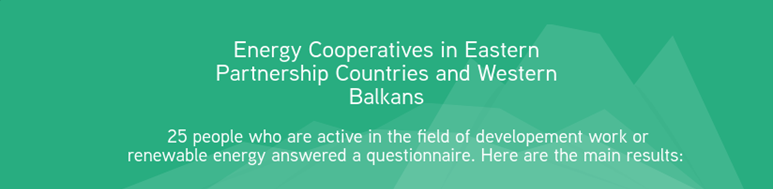 Energy Cooperatives in Eastern
Partnership Countries and Western
Balkans
25 people who are active in the field of developement work or
renewable energy answered a questionnaire. Here are the main results: